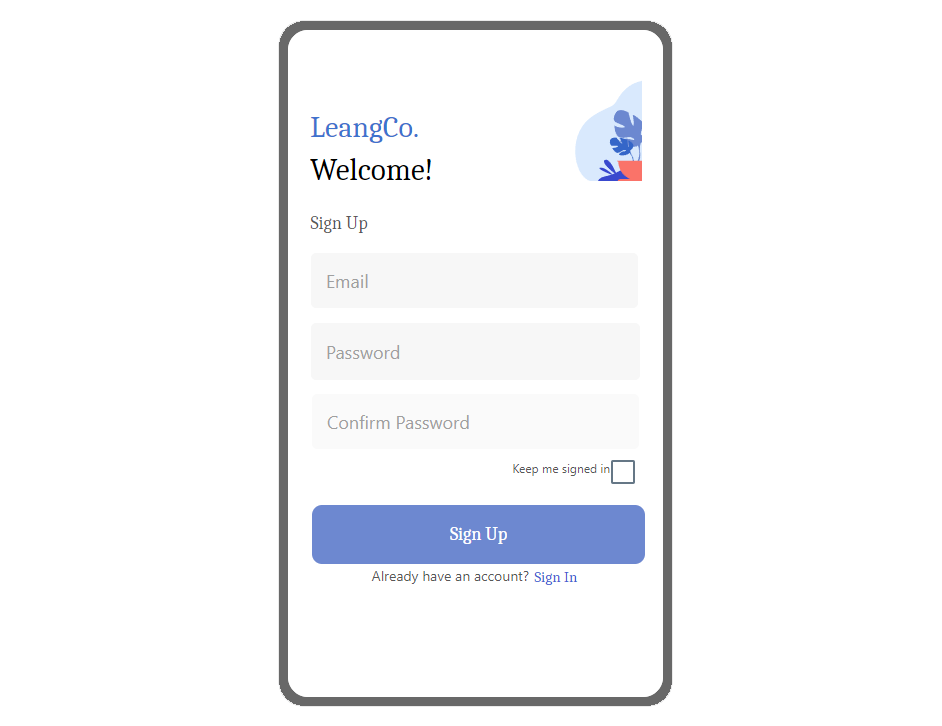 LeangCo.
Welcome!
Sign Up
Email
Password
Confirm Password
Keep me signed in
Sign Up
Already have an account? Sign In